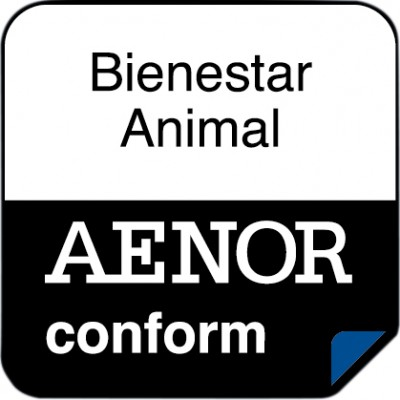 Bienestar
Animal
AENOR
conform